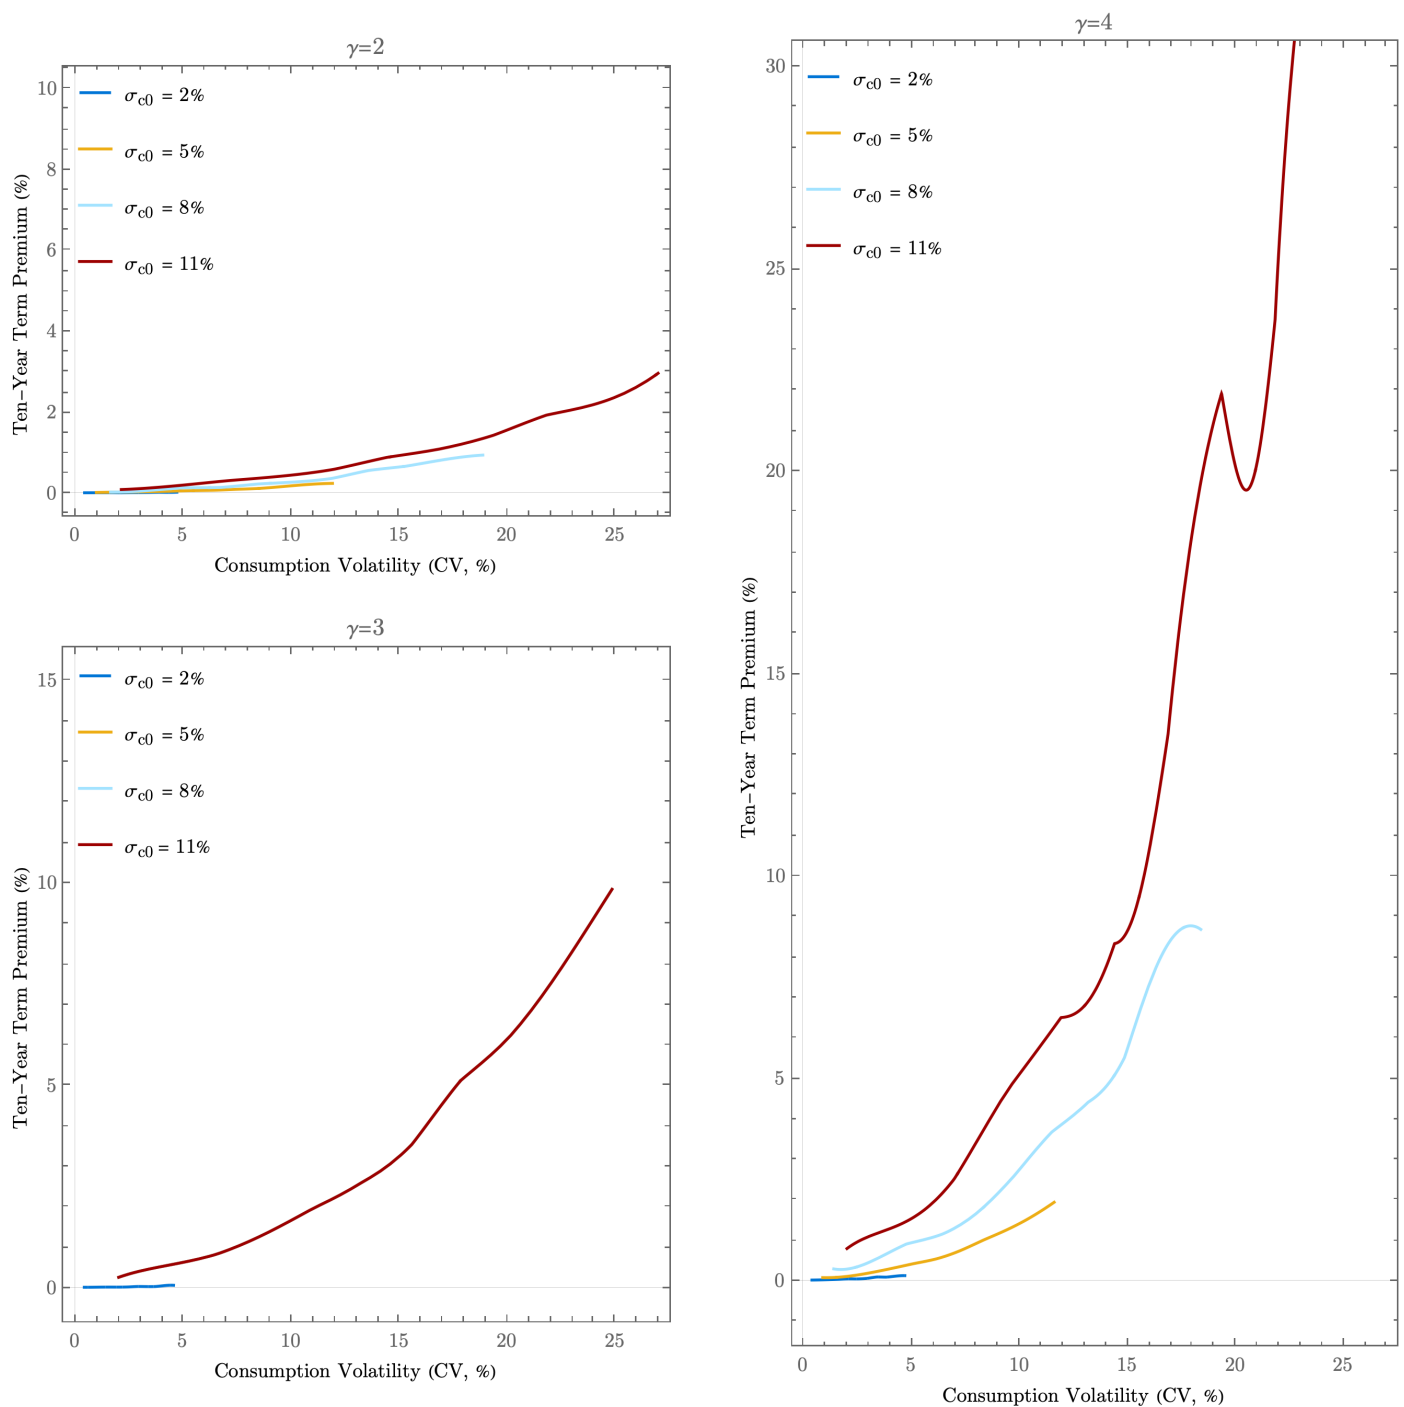 γ=2
σc0 = 2%
σc0 = 5%
σc0 = 8%
σc0 = 11%
10
8
6
4
2
0
Ten–Year Term Premium (%)
0 5 10 15 20 25
Consumption Volatility (CV, %)
γ=3
σc0 = 2%
σc0 = 5%
σc0 = 8%
σc0 = 11%
15
10
5
0
Ten–Year Term Premium (%)
0 5 10 15 20 25
Consumption Volatility (CV, %)
γ=4
σc0 = 2%
σc0 = 5%
σc0 = 8%
σc0 = 11%
30
25
20
15
10
5
0
Ten–Year Term Premium (%)
0 5 10 15 20 25
Consumption Volatility (CV, %)